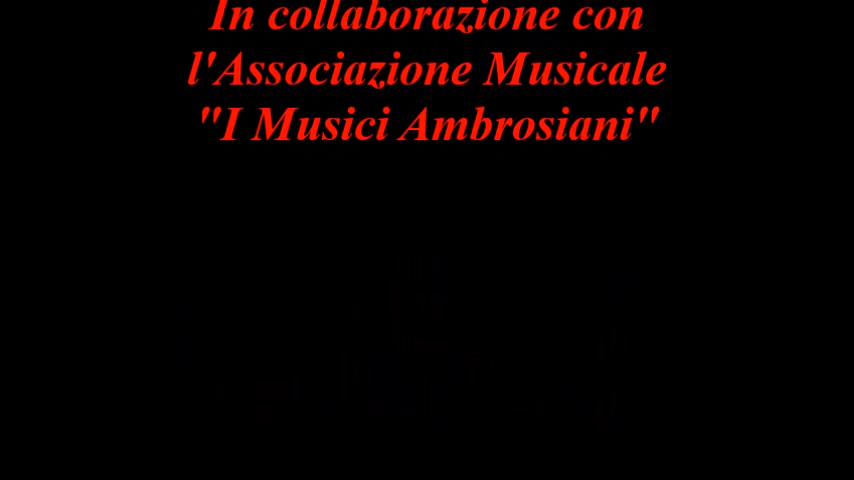 In collaborazione con
l'Associazione Musicale
"I Musici Ambrosiani"